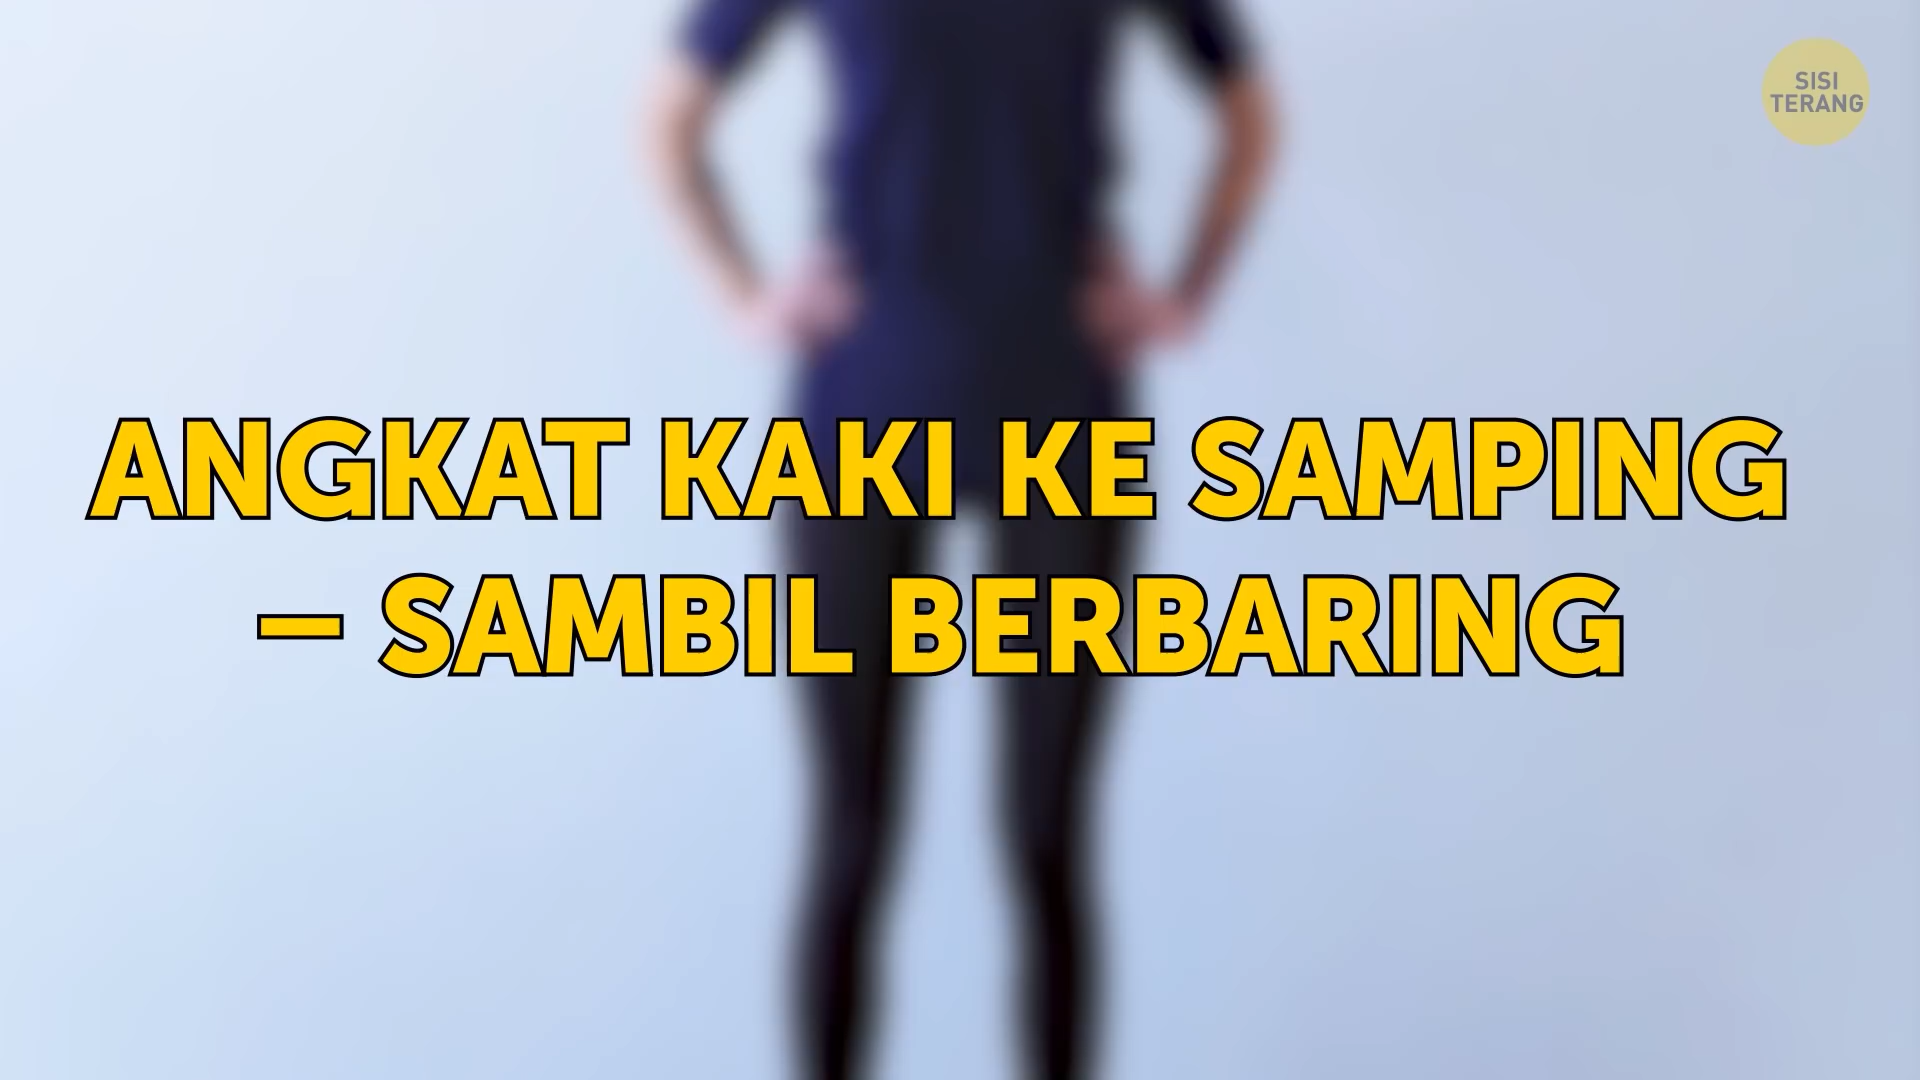 SISI
TERANG
ANGKAT KAKI KE SAMPING
– SAMBIL BERBARING